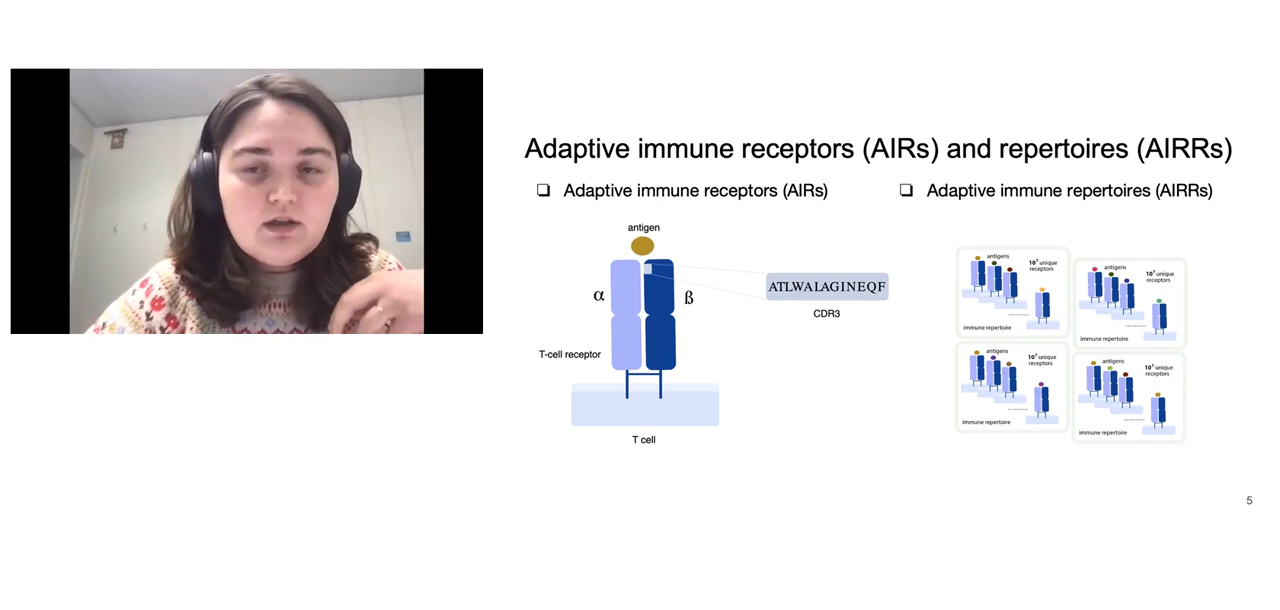 Adaptive immune receptors (AIRs) and repertoires (AIRRs)
❏ Adaptive immune receptors (AIRs)
antigen
α
ß
ATLWALAGINEQF
CDR3
T-cell receptor
T cell
❏ Adaptive immune repertoires (AIRRs)
antigens
10⁷ unique
receptors
immune repertoire
antigens
10⁷ unique
receptors
immune repertoire
antigens
10⁷ unique
receptors
immune repertoire
antigens
10⁷ unique
receptors
immune repertoire
5